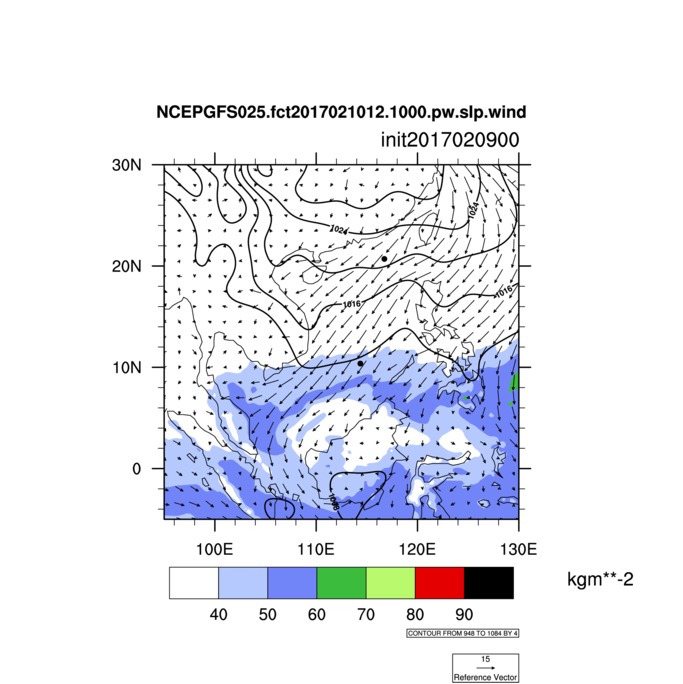 NCEPGFS025.fct2017021012.1000.pw.slp.wind
init2017020900
30N
1024
1024
20N
1016
1016
10N
0
100E 110E 120E 130E
kgm**-2
40 50 60 70 80 90
CONTOUR FROM 948 TO 1084 BY 4
15
Reference Vector